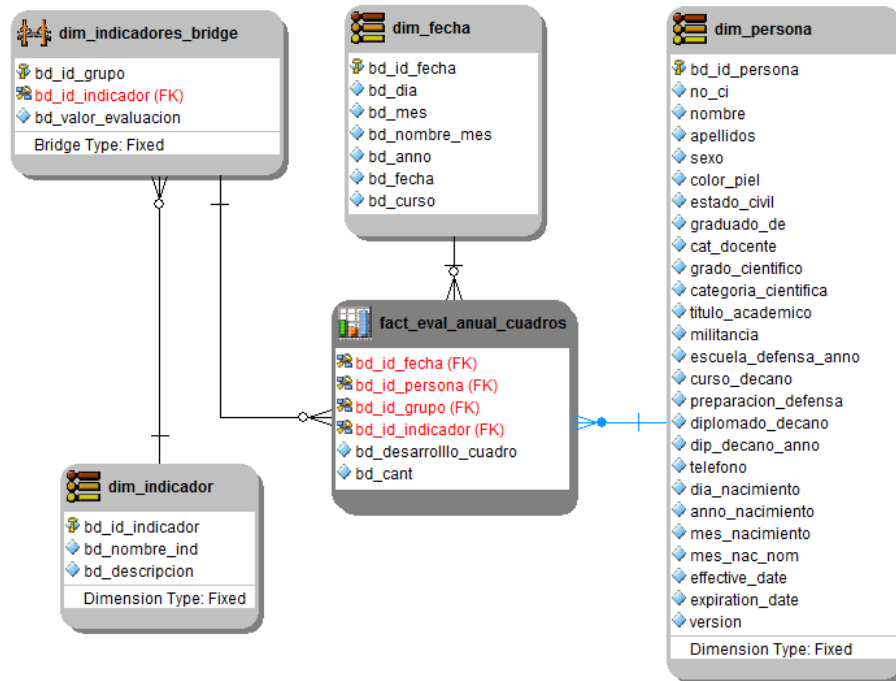 dim_indicadores_bridge
bd_id_grupo
bd_id_indicador (FK)
bd_valor_evaluacion
Bridge Type: Fixed
dim_fecha
bd_id_fecha
bd_dia
bd_mes
bd_nombre_mes
bd_anno
bd_fecha
bd_curso
dim_persona
bd_id_persona
no_ci
nombre
apellidos
sexo
color_piel
estado_civil
graduado_de
cat_docente
grado_cientifico
categoria_cientifica
titulo_academico
militancia
escuela_defensa_anno
curso_decano
preparacion_defensa
diplomado_decano
dip_decano_anno
telefono
dia_nacimiento
anno_nacimiento
mes_nacimiento
mes_nac_nom
effective_date
expiration_date
version
Dimension Type: Fixed
fact_eval_anual_cuadros
bd_id_fecha (FK)
bd_id_persona (FK)
bd_id_grupo (FK)
bd_id_indicador (FK)
bd_desarrolllo_cuadro
bd_cant
dim_indicador
bd_id_indicador
bd_nombre_ind
bd_descripcion
Dimension Type: Fixed